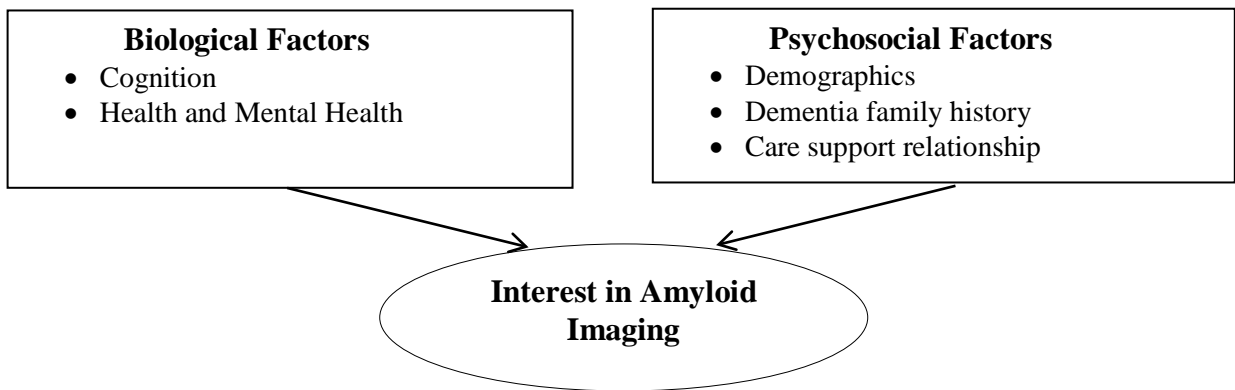 Biological Factors
• Cognition
• Health and Mental Health
Psychosocial Factors
• Demographics
• Dementia family history
• Care support relationship
Interest in Amyloid
Imaging